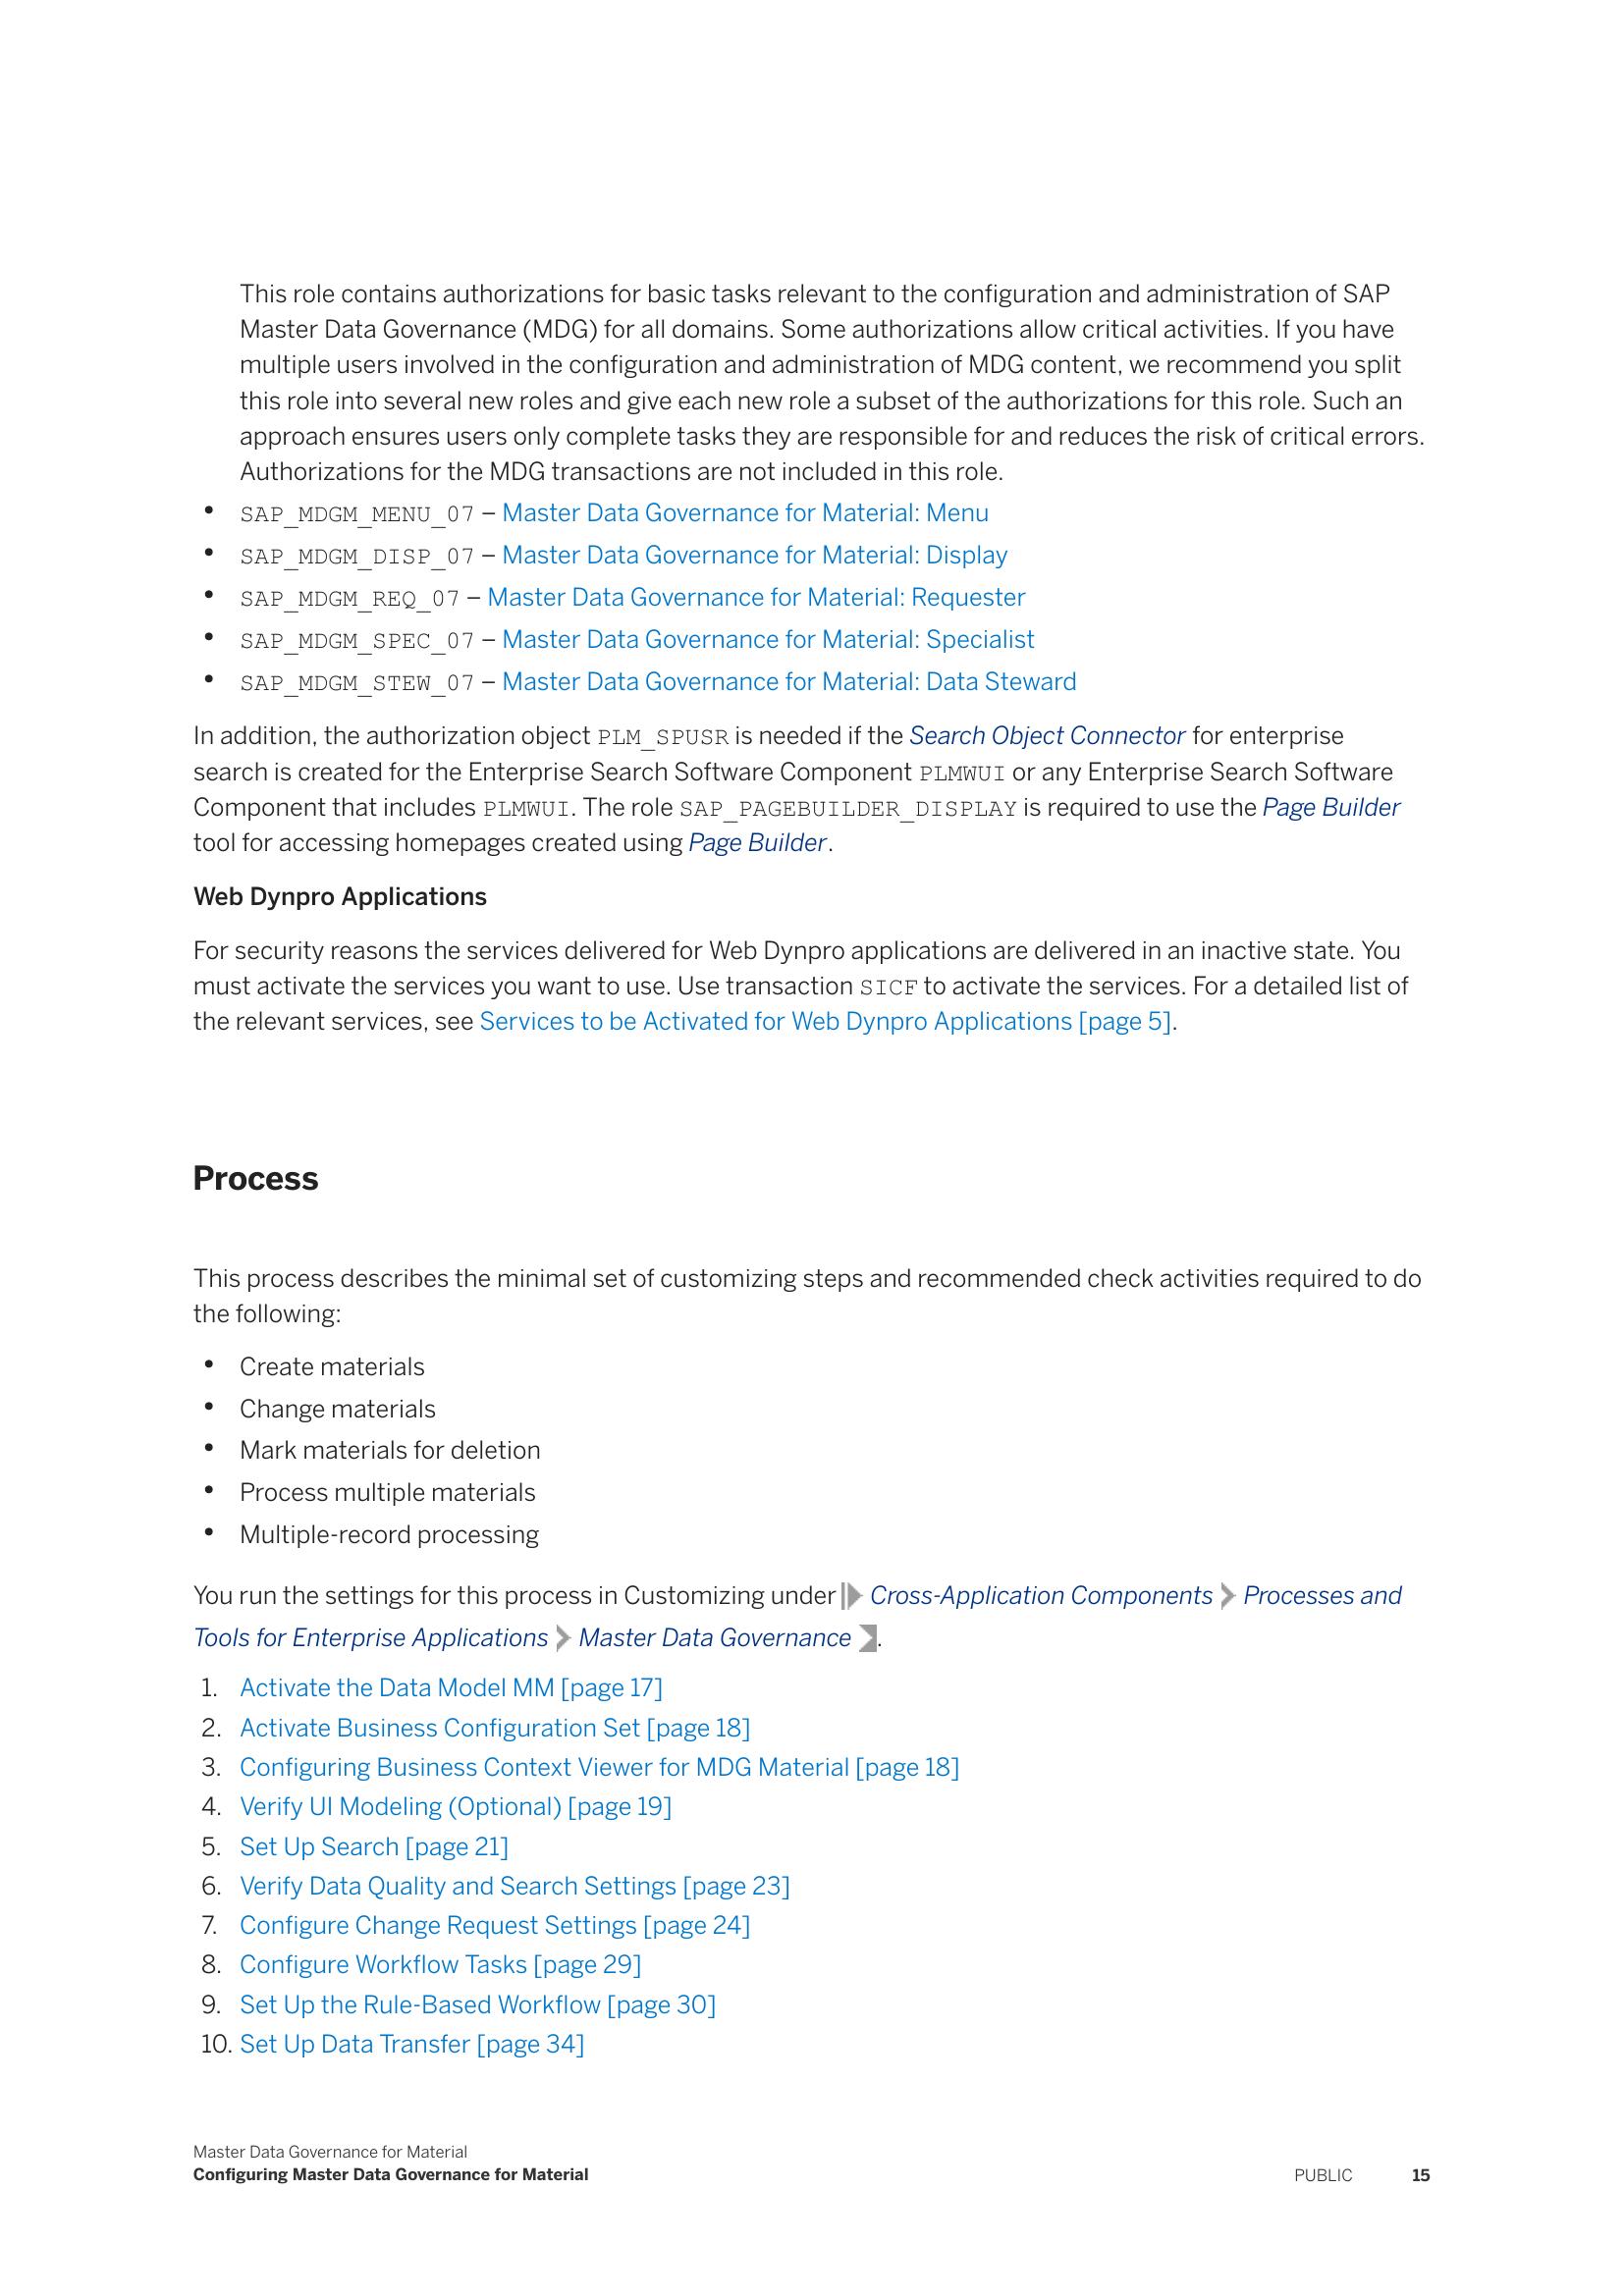 This role contains authorizations for basic tasks relevant to the configuration and administration of SAP
Master Data Governance (MDG) for all domains. Some authorizations allow critical activities. If you have
multiple users involved in the configuration and administration of MDG content, we recommend you split
this role into several new roles and give each new role a subset of the authorizations for this role. Such an
approach ensures users only complete tasks they are responsible for and reduces the risk of critical errors.
Authorizations for the MDG transactions are not included in this role.
• SAP_MDGM_MENU_07 – Master Data Governance for Material: Menu
• SAP_MDGM_DISP_07 – Master Data Governance for Material: Display
• SAP_MDGM_REQ_07 – Master Data Governance for Material: Requester
• SAP_MDGM_SPEC_07 – Master Data Governance for Material: Specialist
• SAP_MDGM_STEW_07 – Master Data Governance for Material: Data Steward
In addition, the authorization object PLM_SPUSR is needed if the Search Object Connector for enterprise
search is created for the Enterprise Search Software Component PLMWUI or any Enterprise Search Software
Component that includes PLMWUI. The role SAP_PAGEBUILDER_DISPLAY is required to use the Page Builder
tool for accessing homepages created using Page Builder.
Web Dynpro Applications
For security reasons the services delivered for Web Dynpro applications are delivered in an inactive state. You
must activate the services you want to use. Use transaction SICF to activate the services. For a detailed list of
the relevant services, see Services to be Activated for Web Dynpro Applications [page 5].
Process
This process describes the minimal set of customizing steps and recommended check activities required to do
the following:
• Create materials
• Change materials
• Mark materials for deletion
• Process multiple materials
• Multiple-record processing
You run the settings for this process in Customizing under Cross-Application Components Processes and
Tools for Enterprise Applications Master Data Governance .
1. Activate the Data Model MM [page 17]
2. Activate Business Configuration Set [page 18]
3. Configuring Business Context Viewer for MDG Material [page 18]
4. Verify UI Modeling (Optional) [page 19]
5. Set Up Search [page 21]
6. Verify Data Quality and Search Settings [page 23]
7. Configure Change Request Settings [page 24]
8. Configure Workflow Tasks [page 29]
9. Set Up the Rule-Based Workflow [page 30]
10. Set Up Data Transfer [page 34]
Master Data Governance for Material
Configuring Master Data Governance for Material
PUBLIC 15